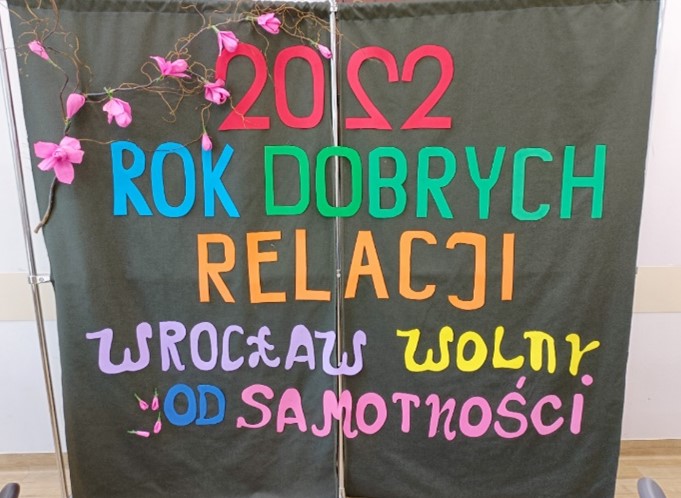 2022
ROK DOBRYCH
RELACJI
WROCŁAW WOLNY
OD SAMOTNOŚCI